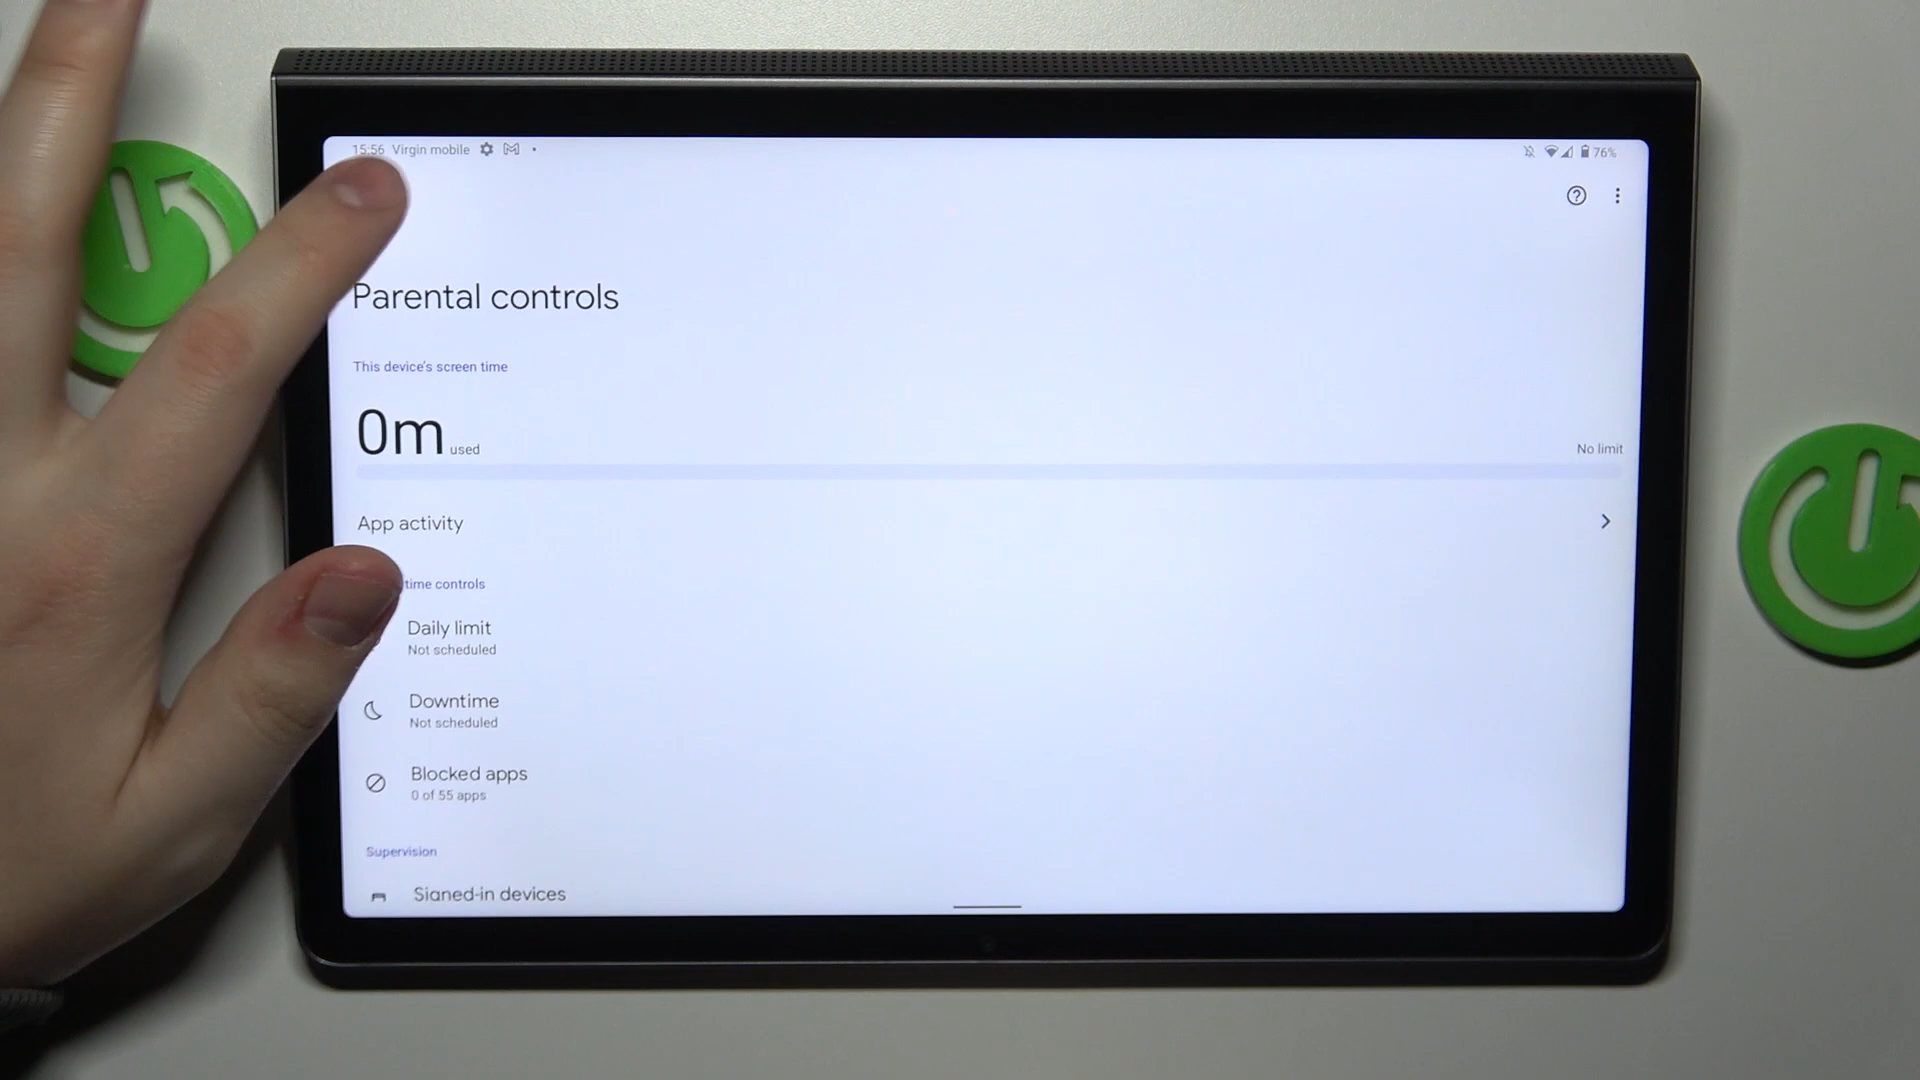 15:56 Virgin mobile
76%
Parental controls
This device's screen time
0m used
No limit
App activity
time controls
Daily limit
Not scheduled
Downtime
Not scheduled
Blocked apps
0 of 55 apps
Supervision
Signed-in devices